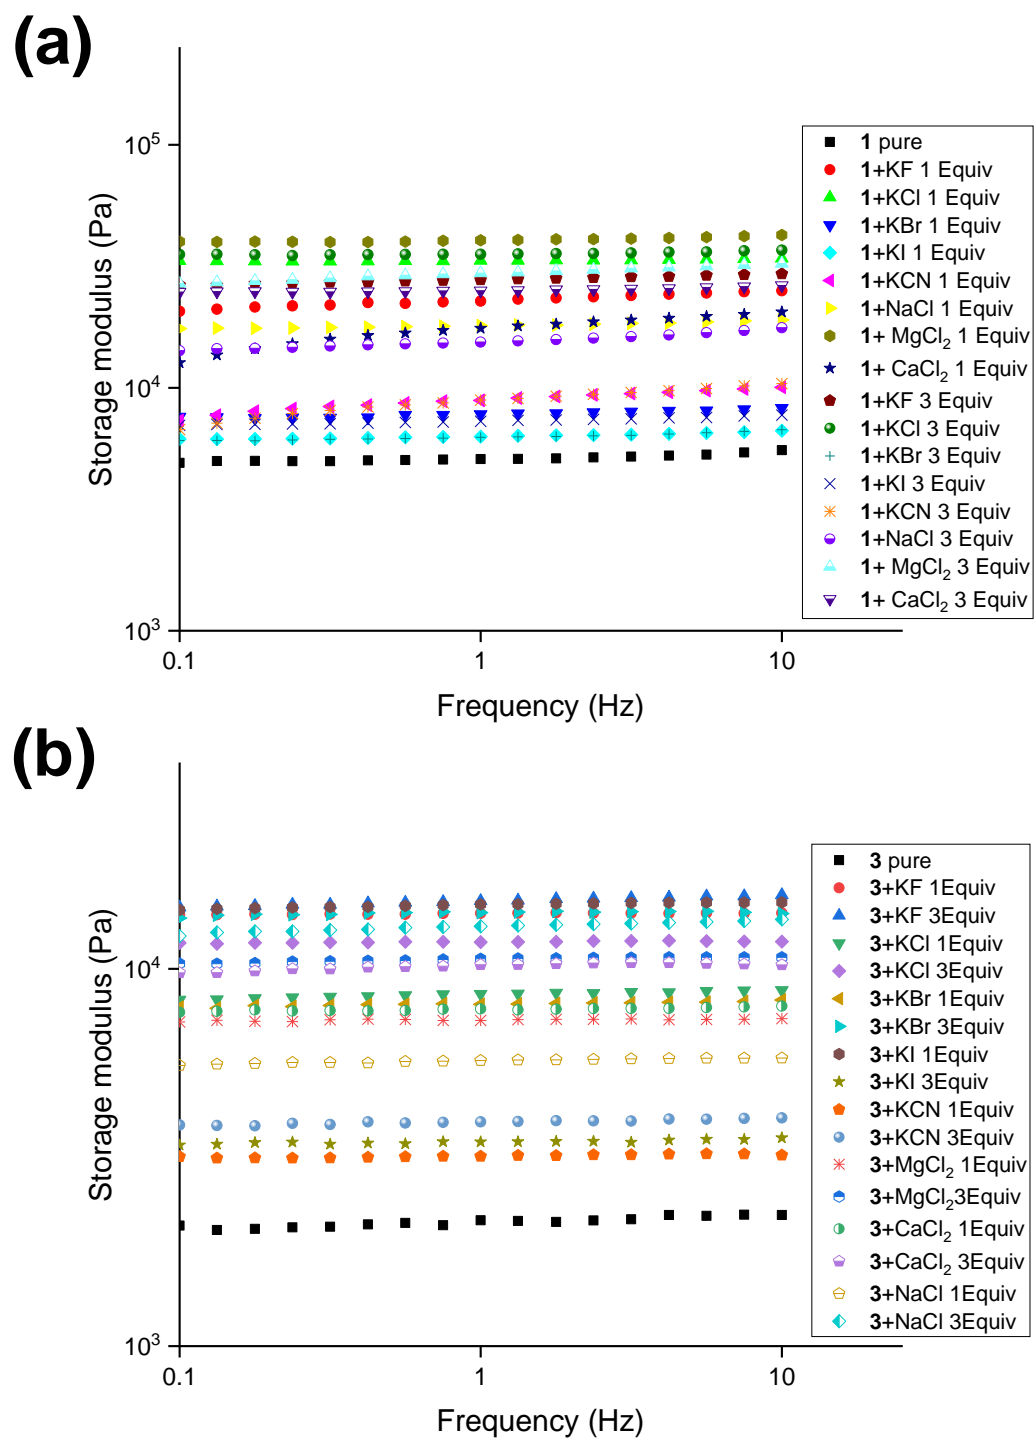 (a)
10⁵
10⁴
10³
Storage modulus (Pa)
0.1 1 10
Frequency (Hz)
1 pure
1+KF 1 Equiv
1+KCl 1 Equiv
1+KBr 1 Equiv
1+KI 1 Equiv
1+KCN 1 Equiv
1+NaCl 1 Equiv
1+ MgCl₂ 1 Equiv
1+ CaCl₂ 1 Equiv
1+KF 3 Equiv
1+KCl 3 Equiv
1+KBr 3 Equiv
1+KI 3 Equiv
1+KCN 3 Equiv
1+NaCl 3 Equiv
1+ MgCl₂ 3 Equiv
1+ CaCl₂ 3 Equiv
(b)
10⁴
10³
Storage modulus (Pa)
0.1 1 10
Frequency (Hz)
3 pure
3+KF 1Equiv
3+KF 3Equiv
3+KCl 1Equiv
3+KCl 3Equiv
3+KBr 1Equiv
3+KBr 3Equiv
3+KI 1Equiv
3+KI 3Equiv
3+KCN 1Equiv
3+KCN 3Equiv
3+MgCl₂ 1Equiv
3+MgCl₂3Equiv
3+CaCl₂ 1Equiv
3+CaCl₂ 3Equiv
3+NaCl 1Equiv
3+NaCl 3Equiv